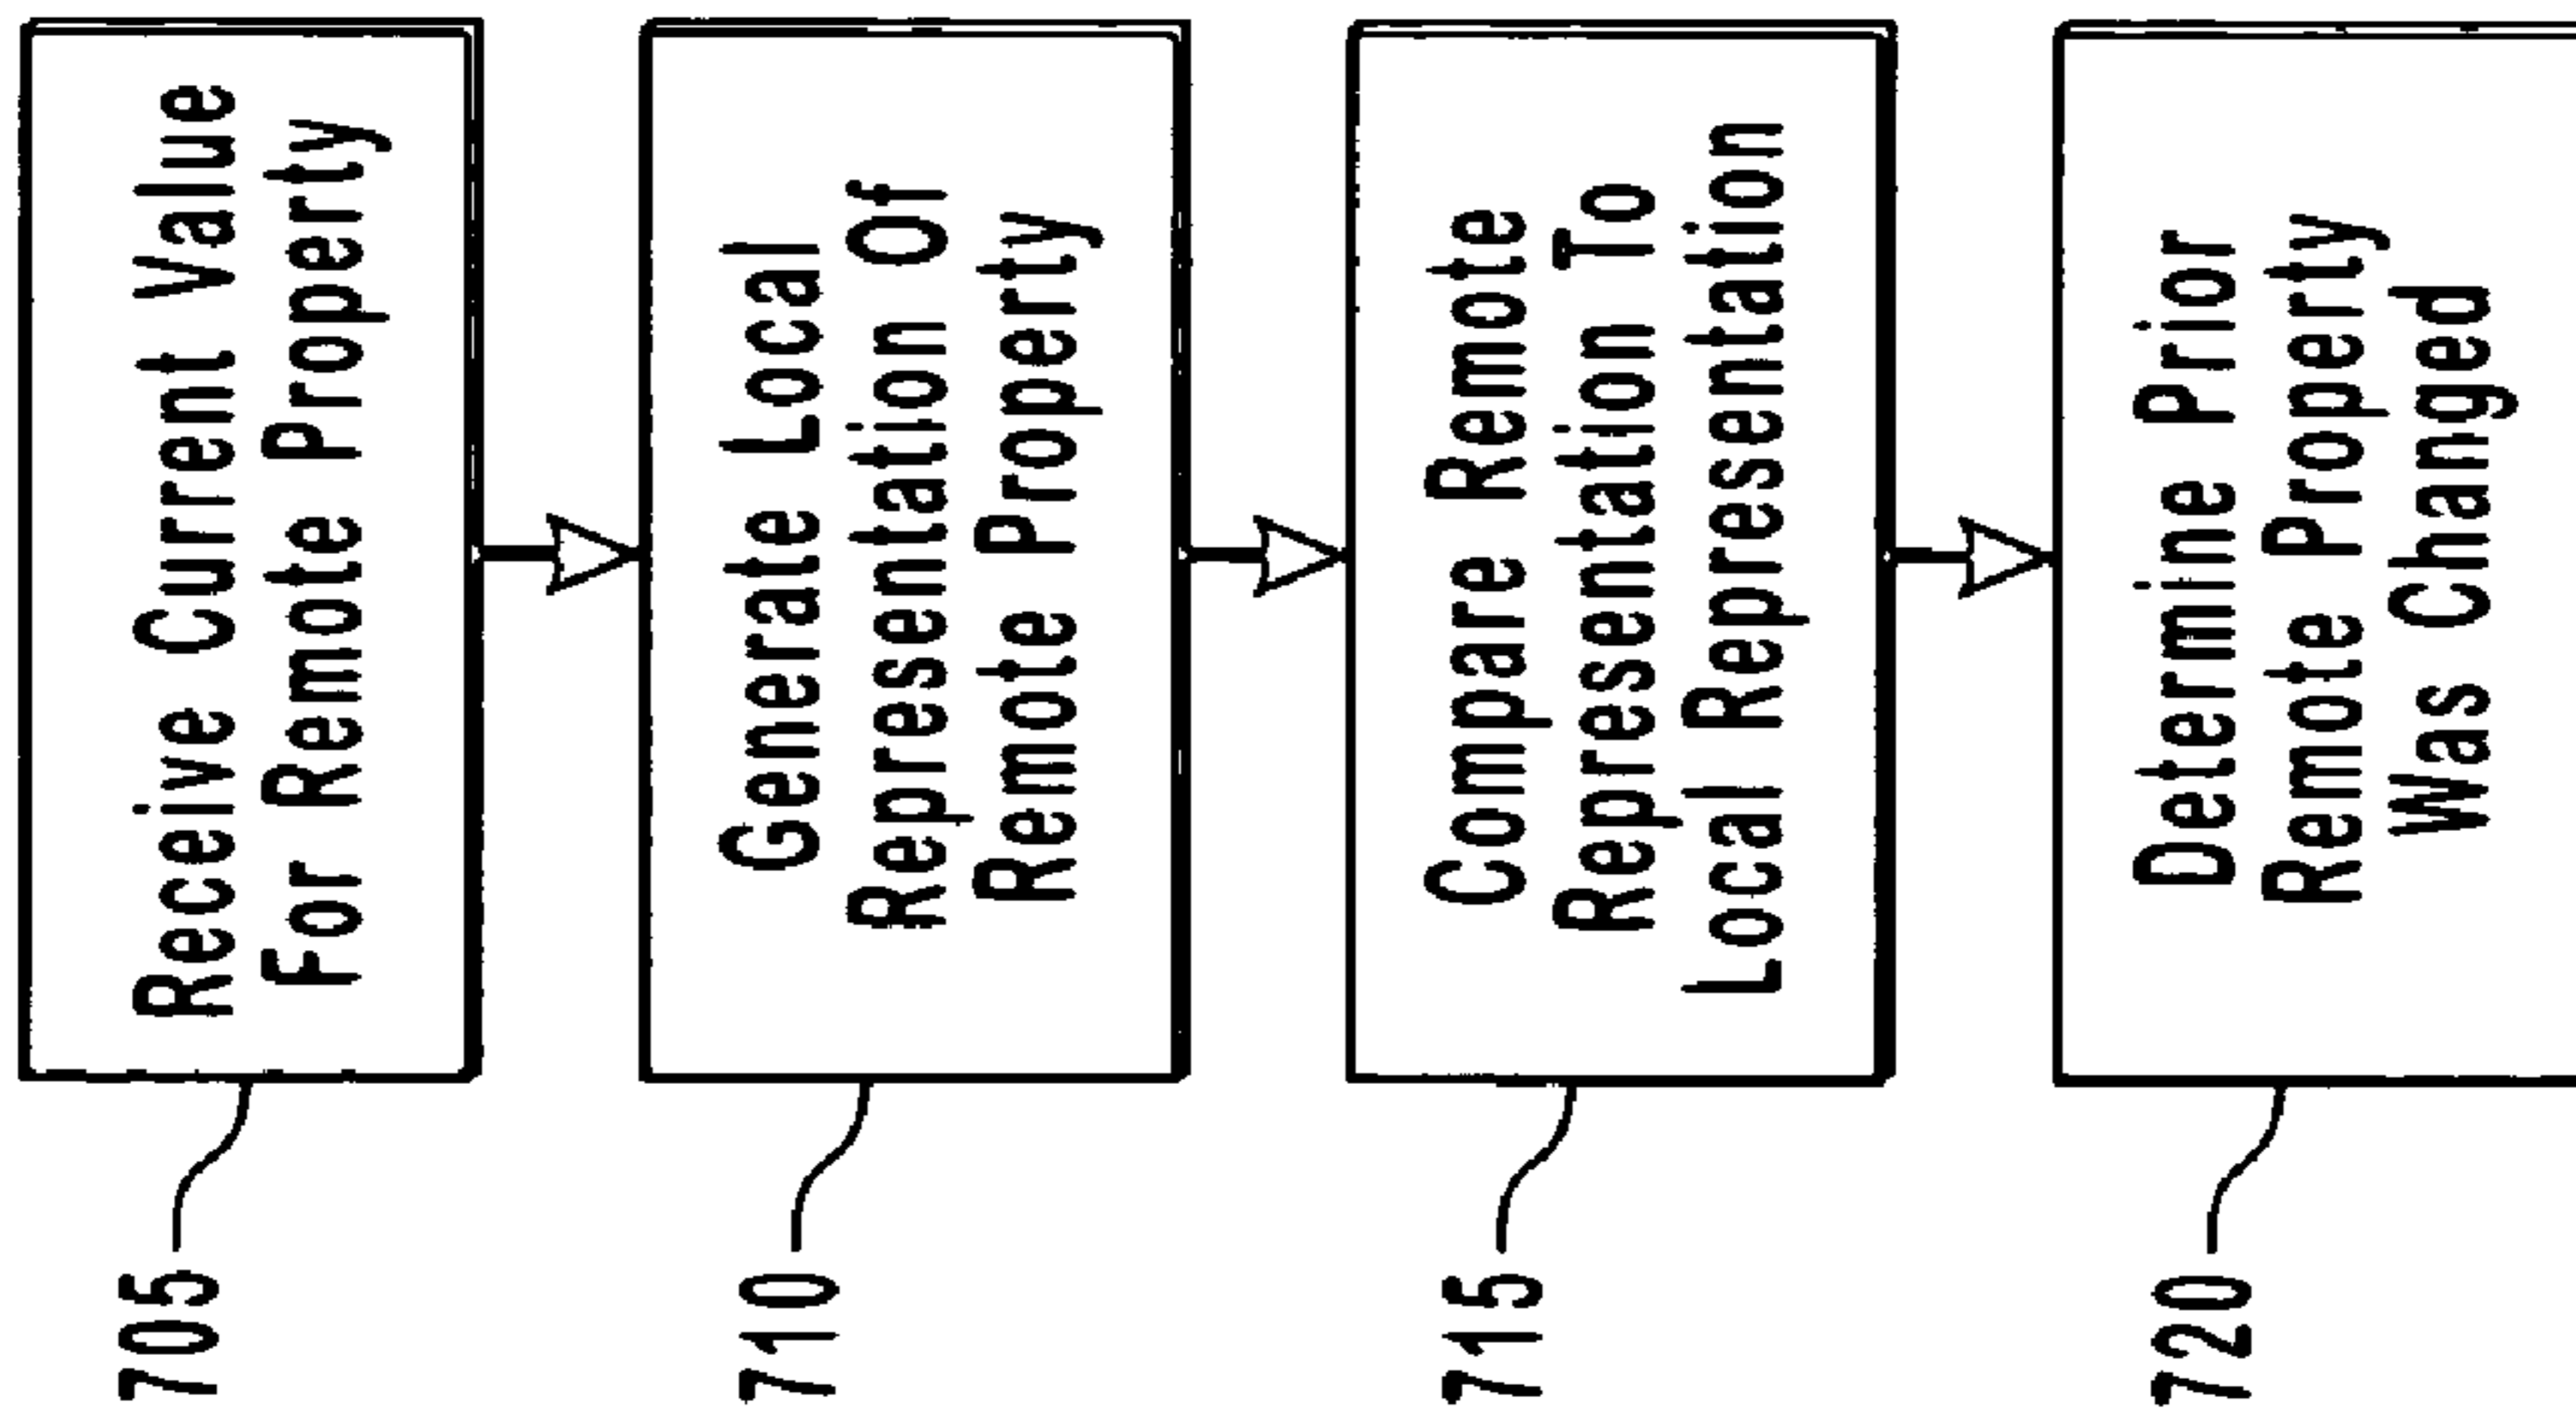 705
Receive Current Value
For Remote Property
710
Generate Local
Representation Of
Remote Property
715
Compare Remote
Representation To
Local Representation
720
Determine Prior
Remote Property
Was Changed